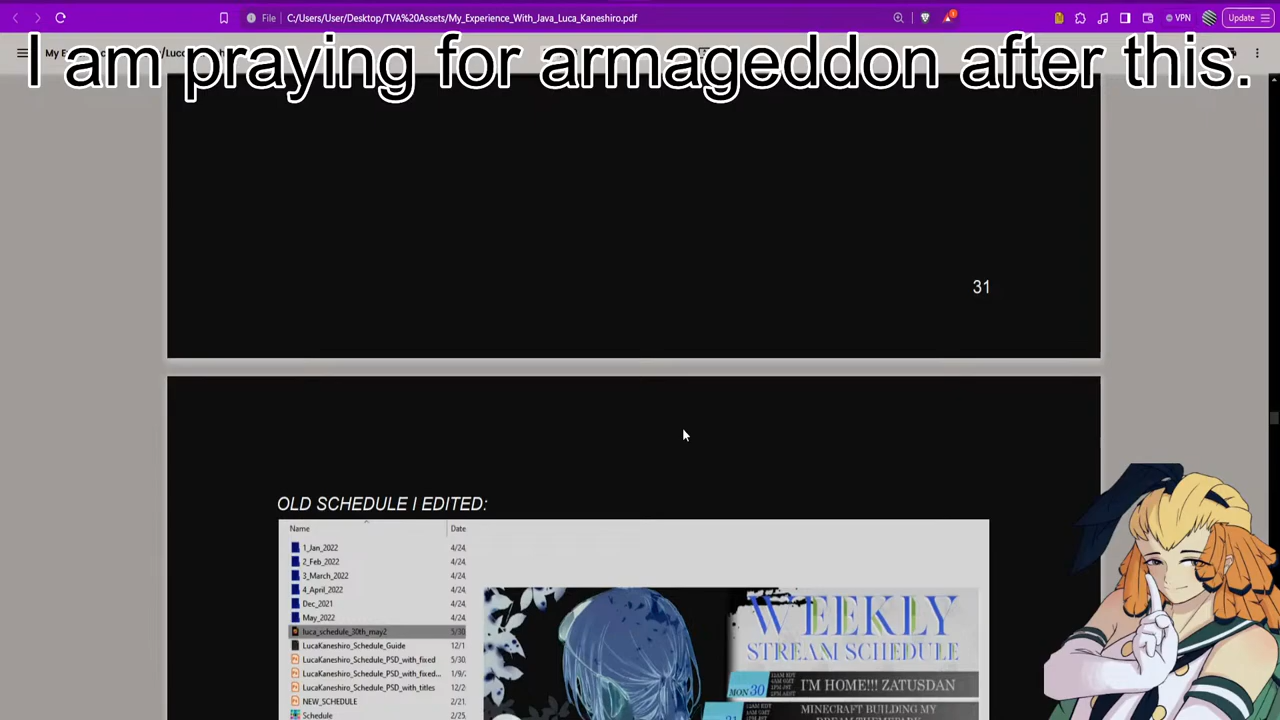 File
C:/Users/User/Desktop/TVA%20Assets/My_Experience_With_Java_Luca_Kaneshiro.pdf
VPN
Update
I am praying for armageddon after this.
31
OLD SCHEDULE I EDITED:
Name
Date
1_Jan_2022
4/24
2_Feb_2022
4/24
3_March_2022
4/24
4_April_2022
4/24
Dec_2021
4/24
May_2022
4/24
luca_schedule_30th_may2
5/30
LucaKaneshiro_Schedule_Guide
12/1
LucaKaneshiro_Schedule_PSD_with_fixed
5/30
LucaKaneshiro_Schedule_PSD_with_fixed...
1/9/
LucaKaneshiro_Schedule_PSD_with_titles
12/2
NEW_SCHEDULE
2/21
Schedule
2/25
WEEKLY
STREAM SCHEDULE
MON 30
I'M HOME!!! ZATUSDAN
MINECRAFT BUILDING MY